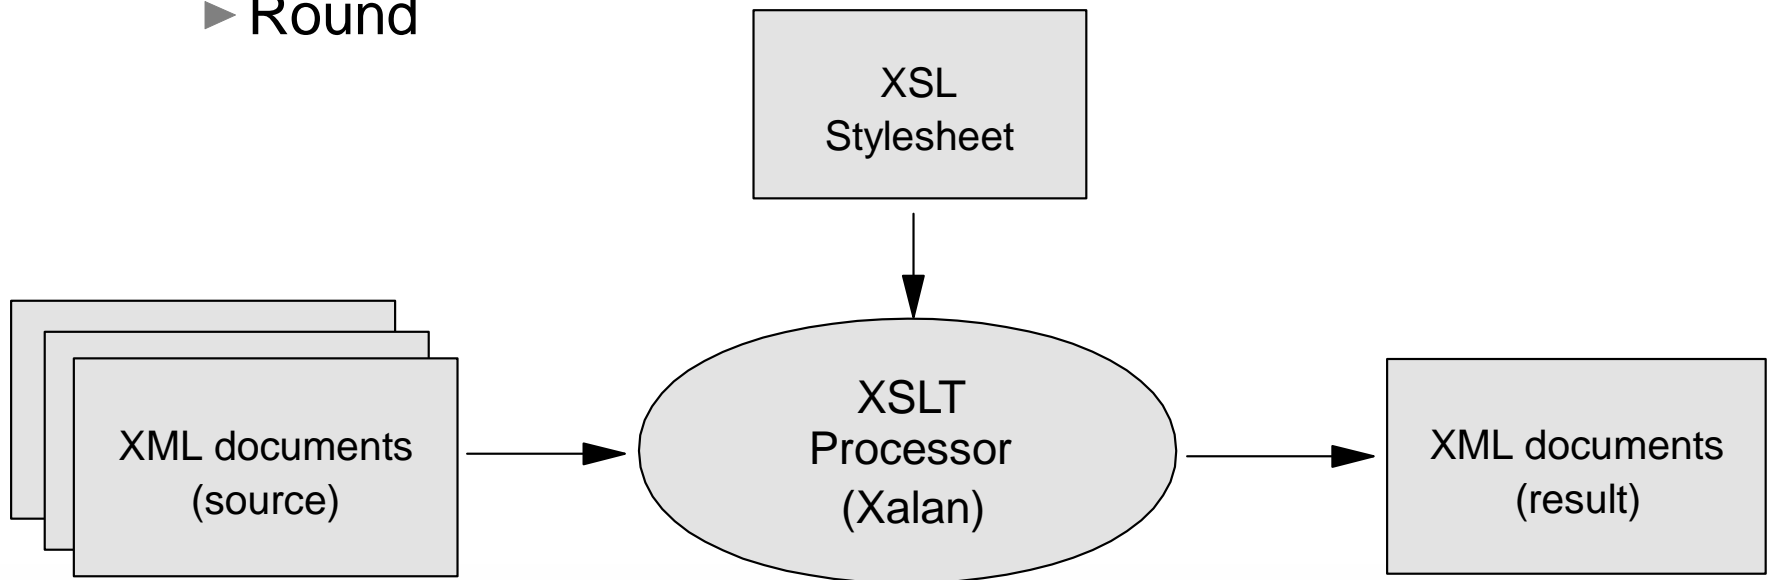 Round
XSL
Stylesheet
XML documents
(source)
XSLT
Processor
(Xalan)
XML documents
(result)